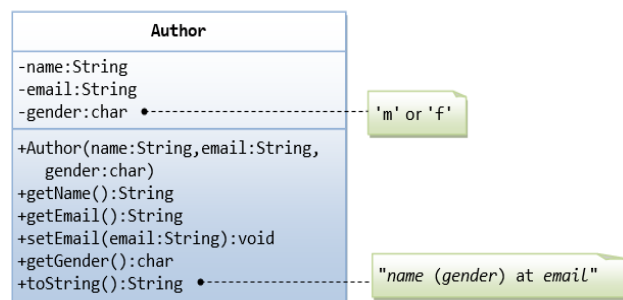 Author
-name:String
-email:String
-gender:char
'm' or 'f'
+Author(name:String,email:String,
gender:char)
+getName():String
+getEmail():String
+setEmail(email:String):void
+getGender():char
+toString():String
"name (gender) at email"